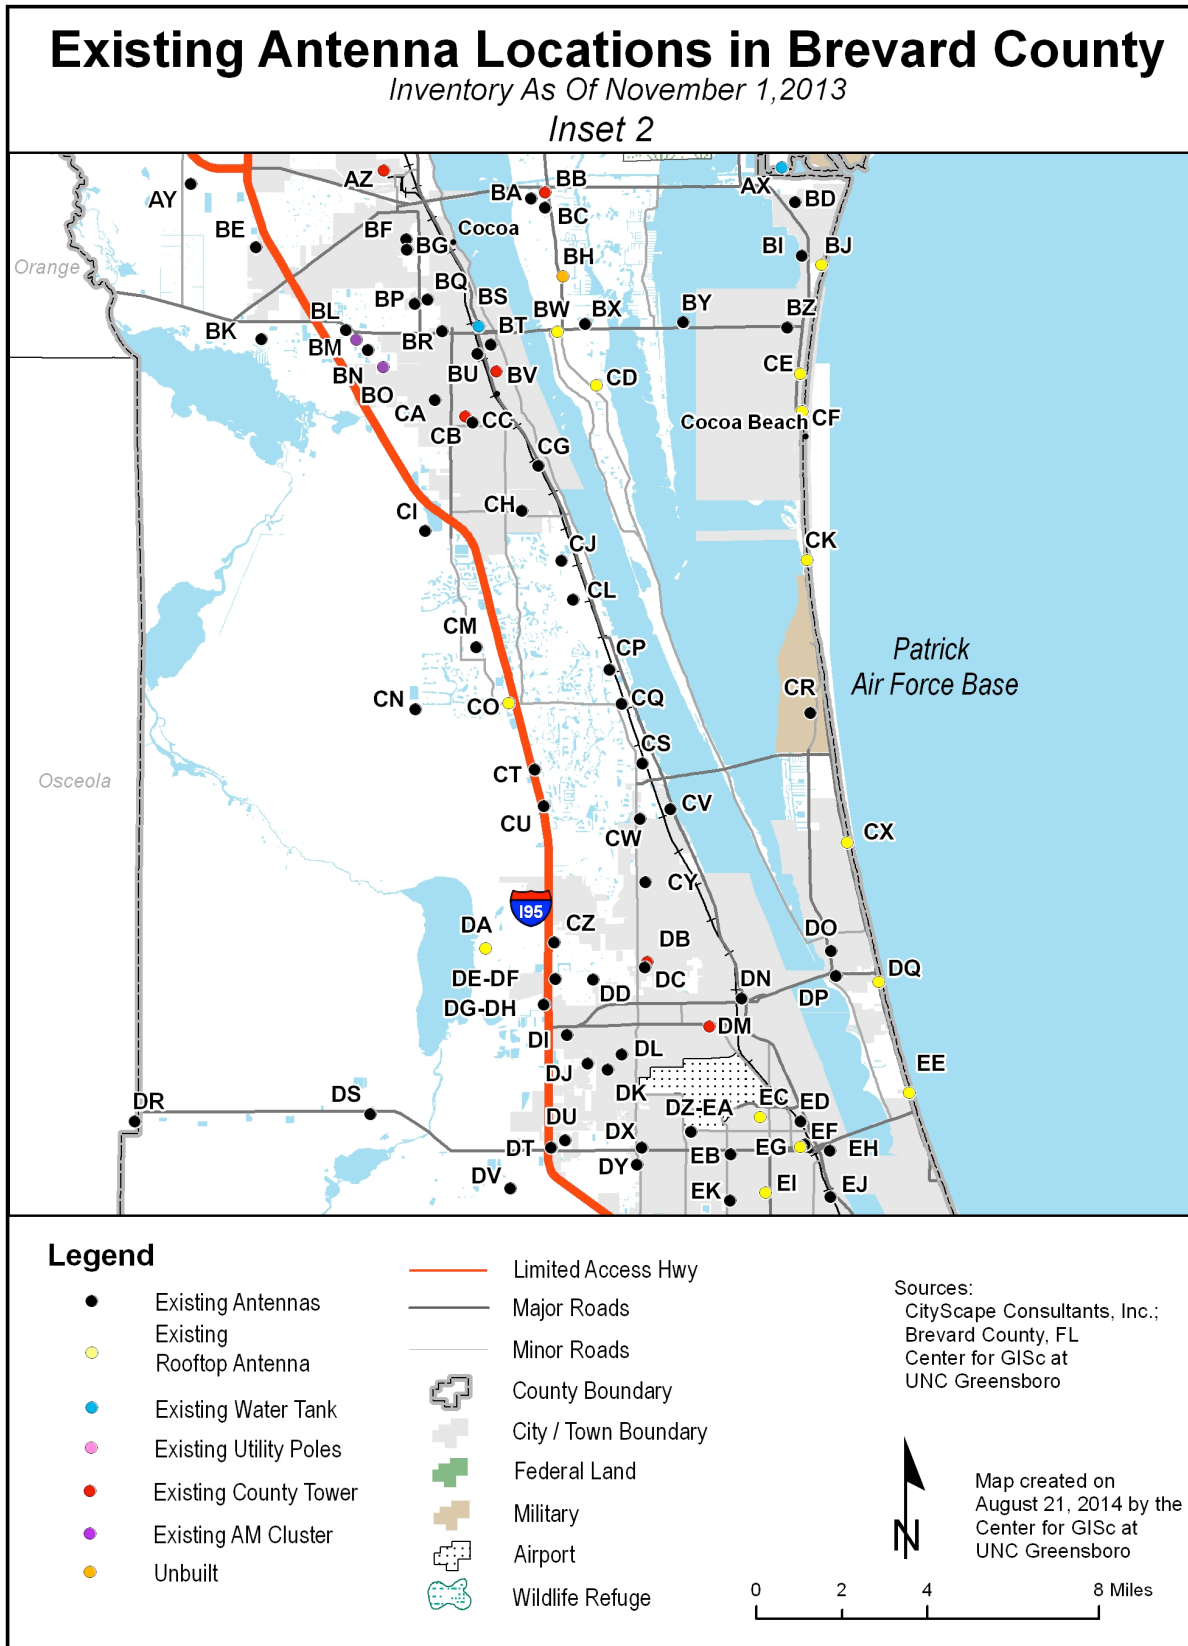 Existing Antenna Locations in Brevard County
Inventory As Of November 1,2013
Inset 2
AZ
BB
AX
AY
BA
BD
BC
BE
BF
Cocoa
BG
BI
BJ
Orange
BH
BQ
BP
BS
BL
BW
BX
BY
BZ
BK
BR
BT
BM
BU
BV
CE
BN
CD
BO
CA
CC
Cocoa Beach
CF
CB
CG
CH
CI
CJ
CK
CL
CM
CP
Patrick
Air Force Base
CN
CO
CQ
CR
CS
CT
Osceola
CU
CV
CW
CX
CY
I95
DA
CZ
DB
DO
DE-DF
DC
DQ
DD
DN
DP
DG-DH
DM
DI
DL
DJ
EE
DK
DR
DS
DZ-EA
EC
ED
DU
DX
EF
DT
EB
EG
EH
DY
DV
EK
EI
EJ
Legend
Existing Antennas
Existing
Rooftop Antenna
Existing Water Tank
Existing Utility Poles
Existing County Tower
Existing AM Cluster
Unbuilt
Limited Access Hwy
Major Roads
Minor Roads
County Boundary
City / Town Boundary
Federal Land
Military
Airport
Wildlife Refuge
Sources:
CityScape Consultants, Inc.;
Brevard County, FL
Center for GISc at
UNC Greensboro
N
Map created on
August 21, 2014 by the
Center for GISc at
UNC Greensboro
0 2 4 8 Miles